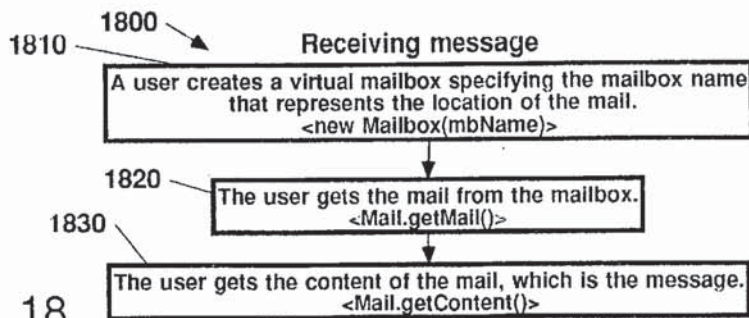 1800
1810
Receiving message
A user creates a virtual mailbox specifying the mailbox name
that represents the location of the mail.
<new Mailbox(mbName)>
1820
The user gets the mail from the mailbox.
<Mail.getMail()>
1830
The user gets the content of the mail, which is the message.
<Mail.getContent()>
18